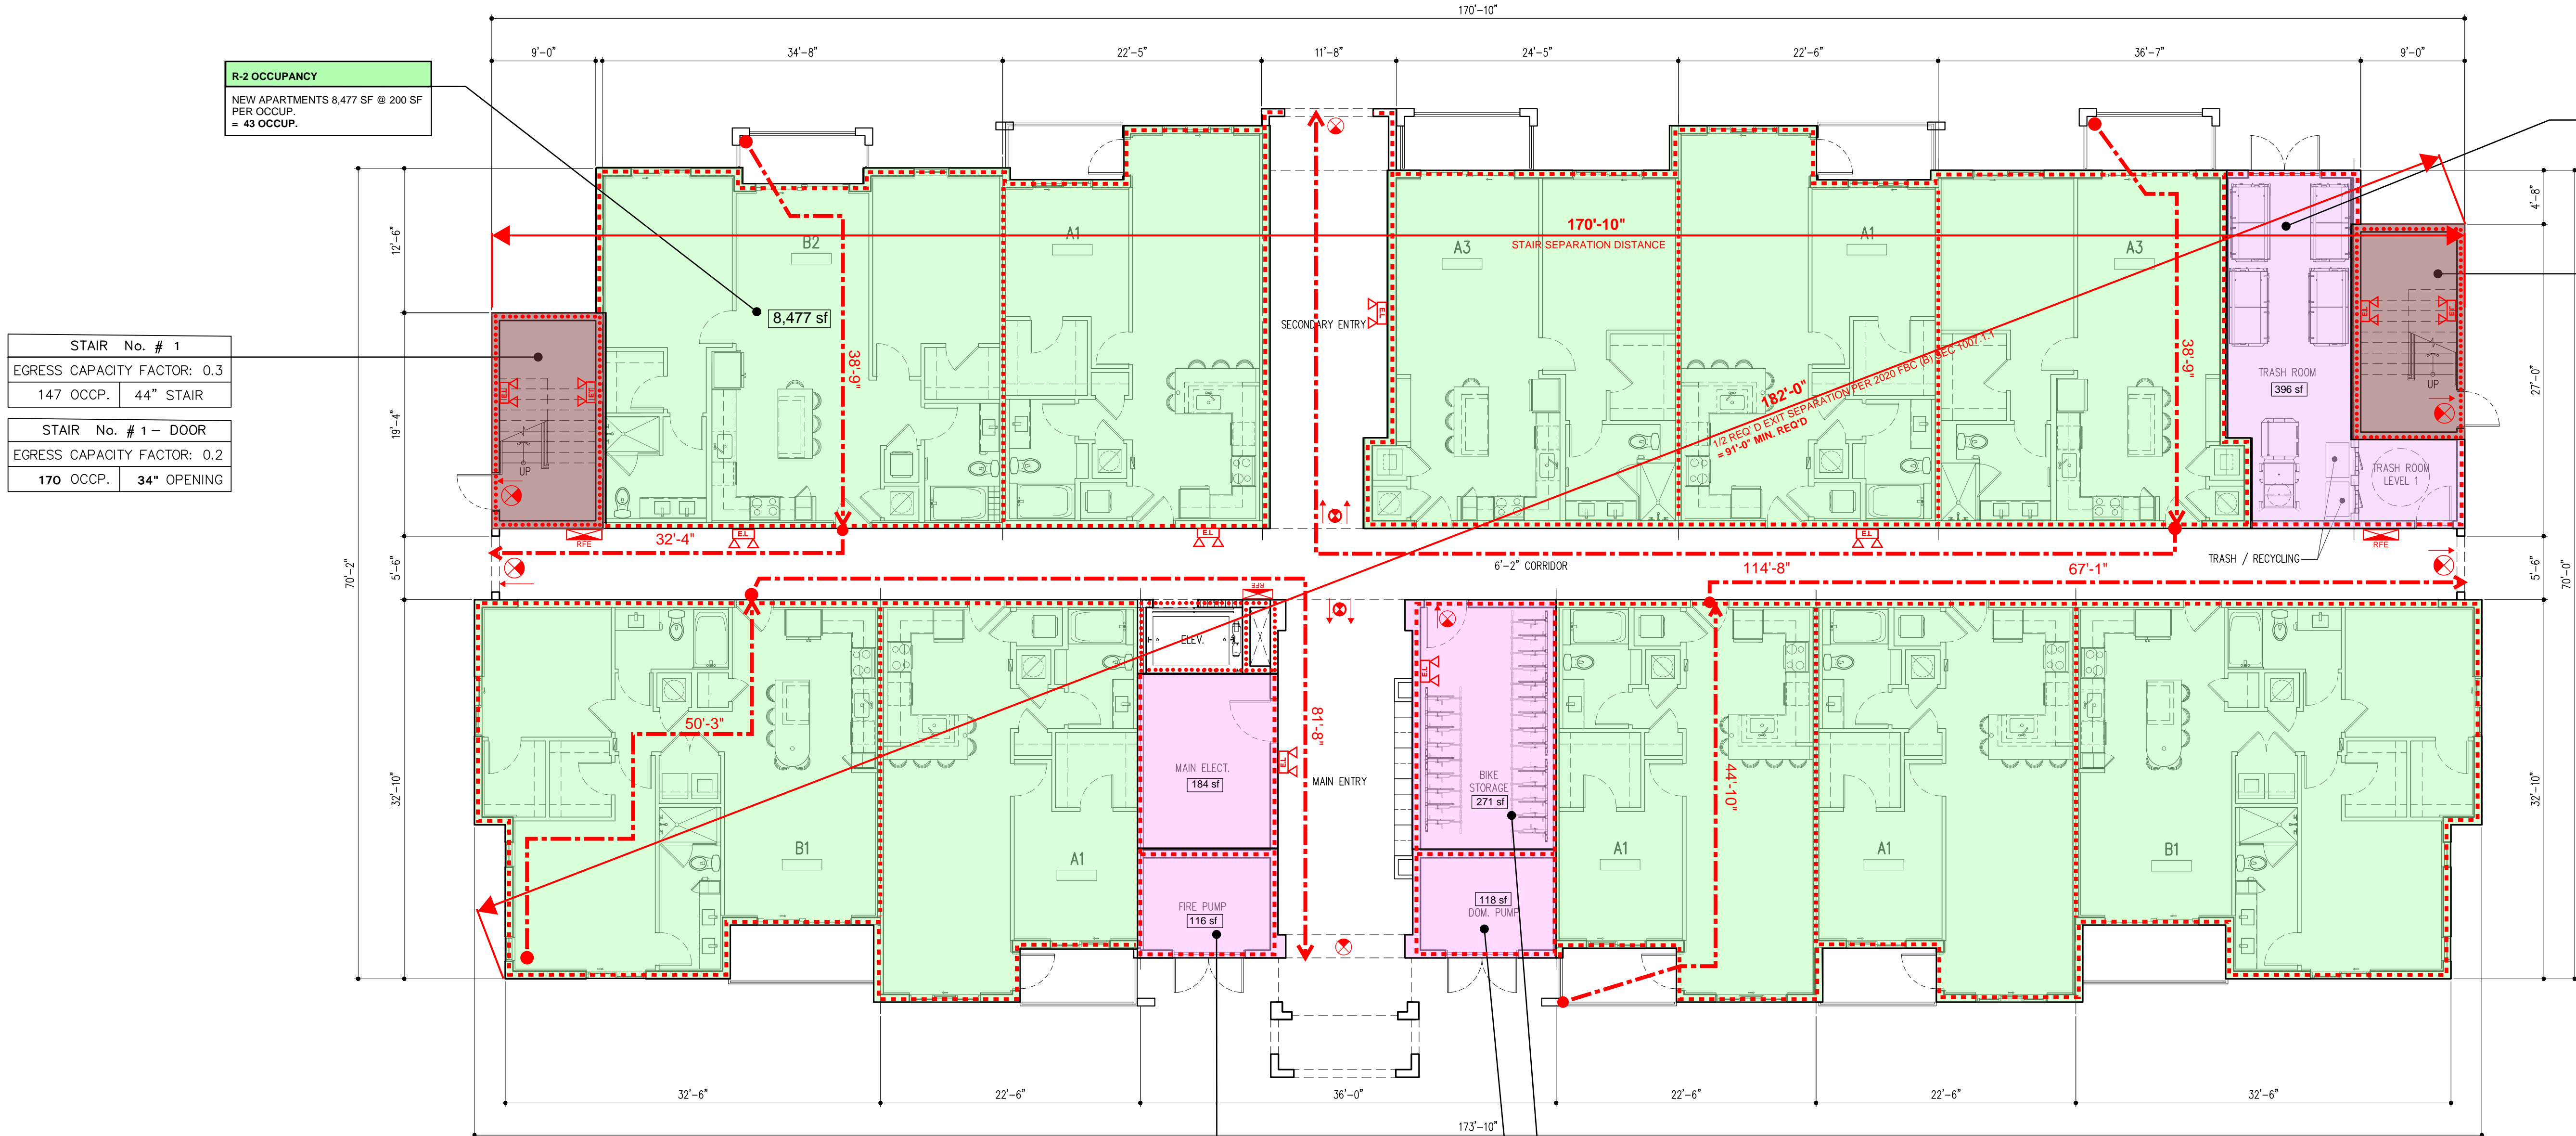 170'-10"
9'-0"
34'-8"
22'-5"
11'-8"
24'-5"
22'-6"
36'-7"
9'-0"
R-2 OCCUPANCY
NEW APARTMENTS 8,477 SF @ 200 SF
PER OCCUP.
= 43 OCCUP.
12'-6"
19'-4"
5'-6"
70'-2"
32'-10"
4'-8"
27'-0"
5'-6"
70'-0"
32'-10"
STAIR No. # 1
EGRESS CAPACITY FACTOR: 0.3
147 OCCP. 44" STAIR
STAIR No. # 1 - DOOR
EGRESS CAPACITY FACTOR: 0.2
170 OCCP. 34" OPENING
B2
8,477 sf
A1
A3
A1
A3
170'-10"
STAIR SEPARATION DISTANCE
SECONDARY ENTRY
E.L
E.L
E.L
E.L
E.L
38'-9"
38'-9"
182'-0"
1/2 REQ'D EXIT SEPARATION PER 2020 FBC (B) SEC 1007.1.1
= 91'-0" MIN. REQ'D
TRASH ROOM
396 sf
UP
UP
TRASH ROOM
LEVEL 1
RFE
32'-4"
E.L
E.L
E.L
RFE
TRASH / RECYCLING
6'-2" CORRIDOR
114'-8"
67'-1"
RFE
ELEV.
50'-3"
81'-8"
E.L
E.L
MAIN ELECT.
184 sf
MAIN ENTRY
BIKE
STORAGE
271 sf
44'-10"
B1
A1
A1
A1
B1
FIRE PUMP
116 sf
118 sf
DOM. PUMP
32'-6"
22'-6"
36'-0"
22'-6"
22'-6"
32'-6"
173'-10"